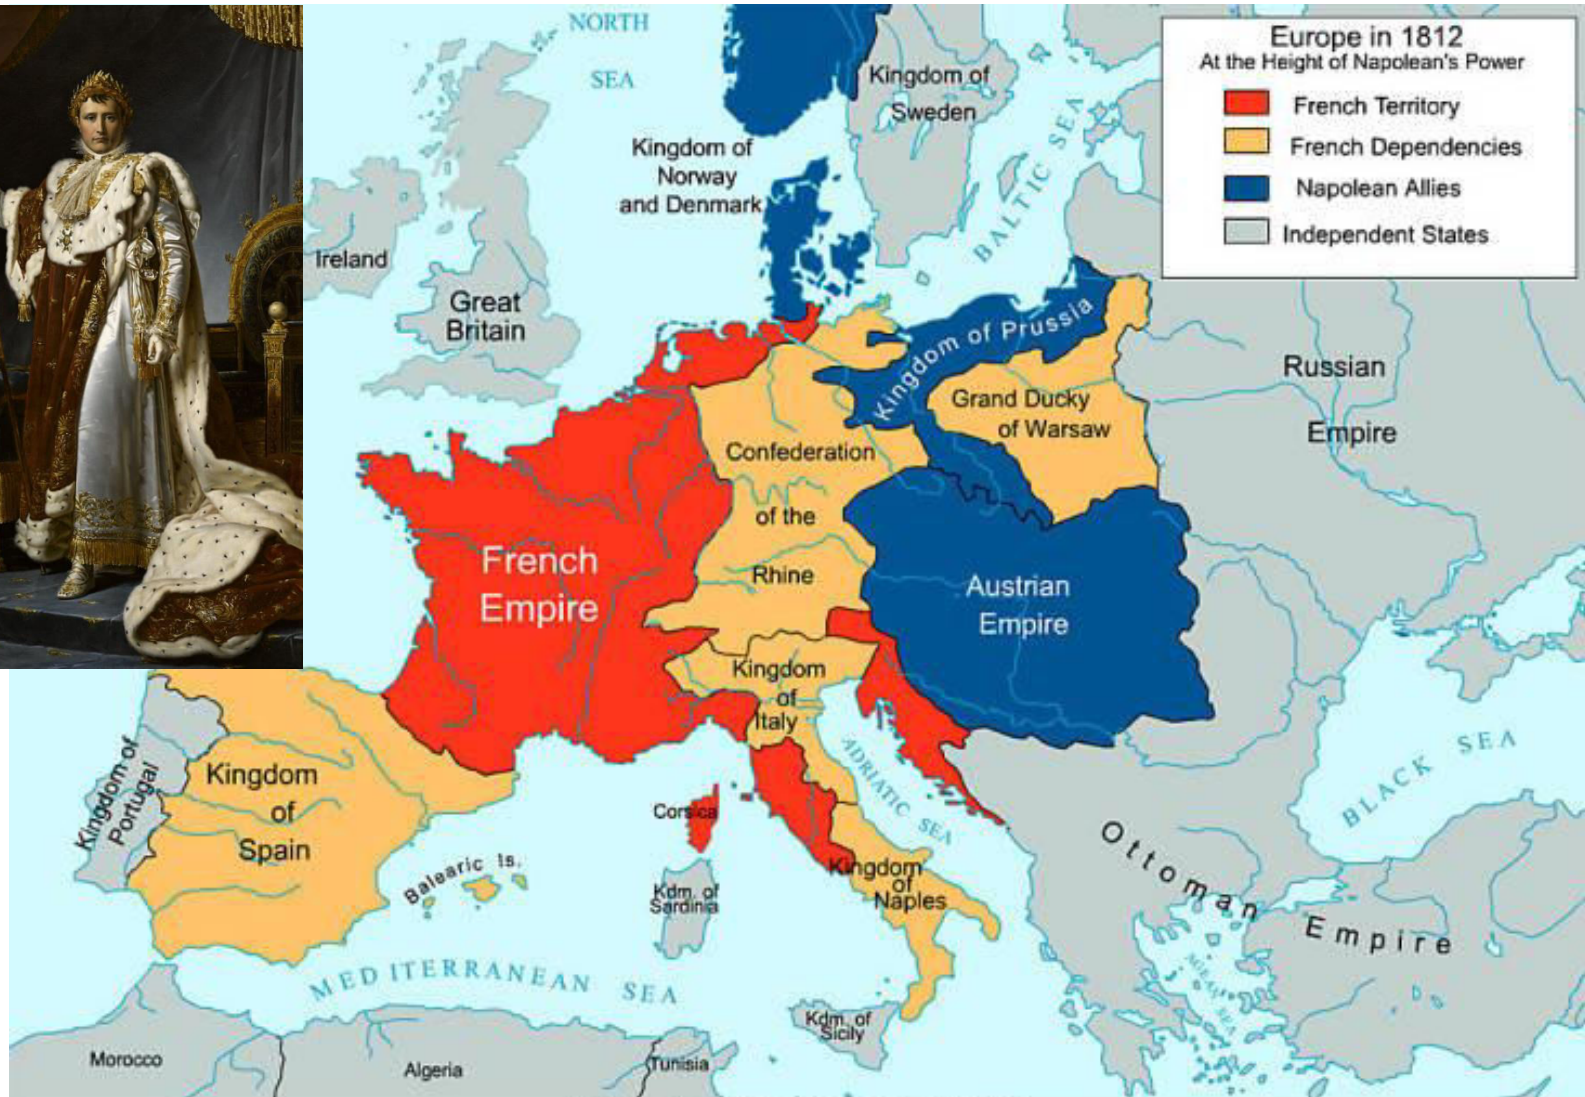 Europe in 1812
At the Height of Napolean's Power
French Territory
French Dependencies
Napolean Allies
Independent States
NORTH
SEA
Kingdom of
Sweden
Kingdom of
Norway
and Denmark
BALTIC SEA
Ireland
Great
Britain
Kingdom of Prussia
Russian
Empire
Grand Ducky
of Warsaw
Confederation
of the
Rhine
French
Empire
Austrian
Empire
Kingdom
of
Italy
ADRIATIC SEA
BLACK SEA
Kingdom of
Portugal
Kingdom
of
Spain
Corsica
Balearic Is.
Kdm. of
Sardinia
Kingdom
of
Naples
Ottoman
Empire
AEGEAN SEA
MEDITERRANEAN SEA
Kdm. of
Sicily
Morocco
Algeria
Tunisia